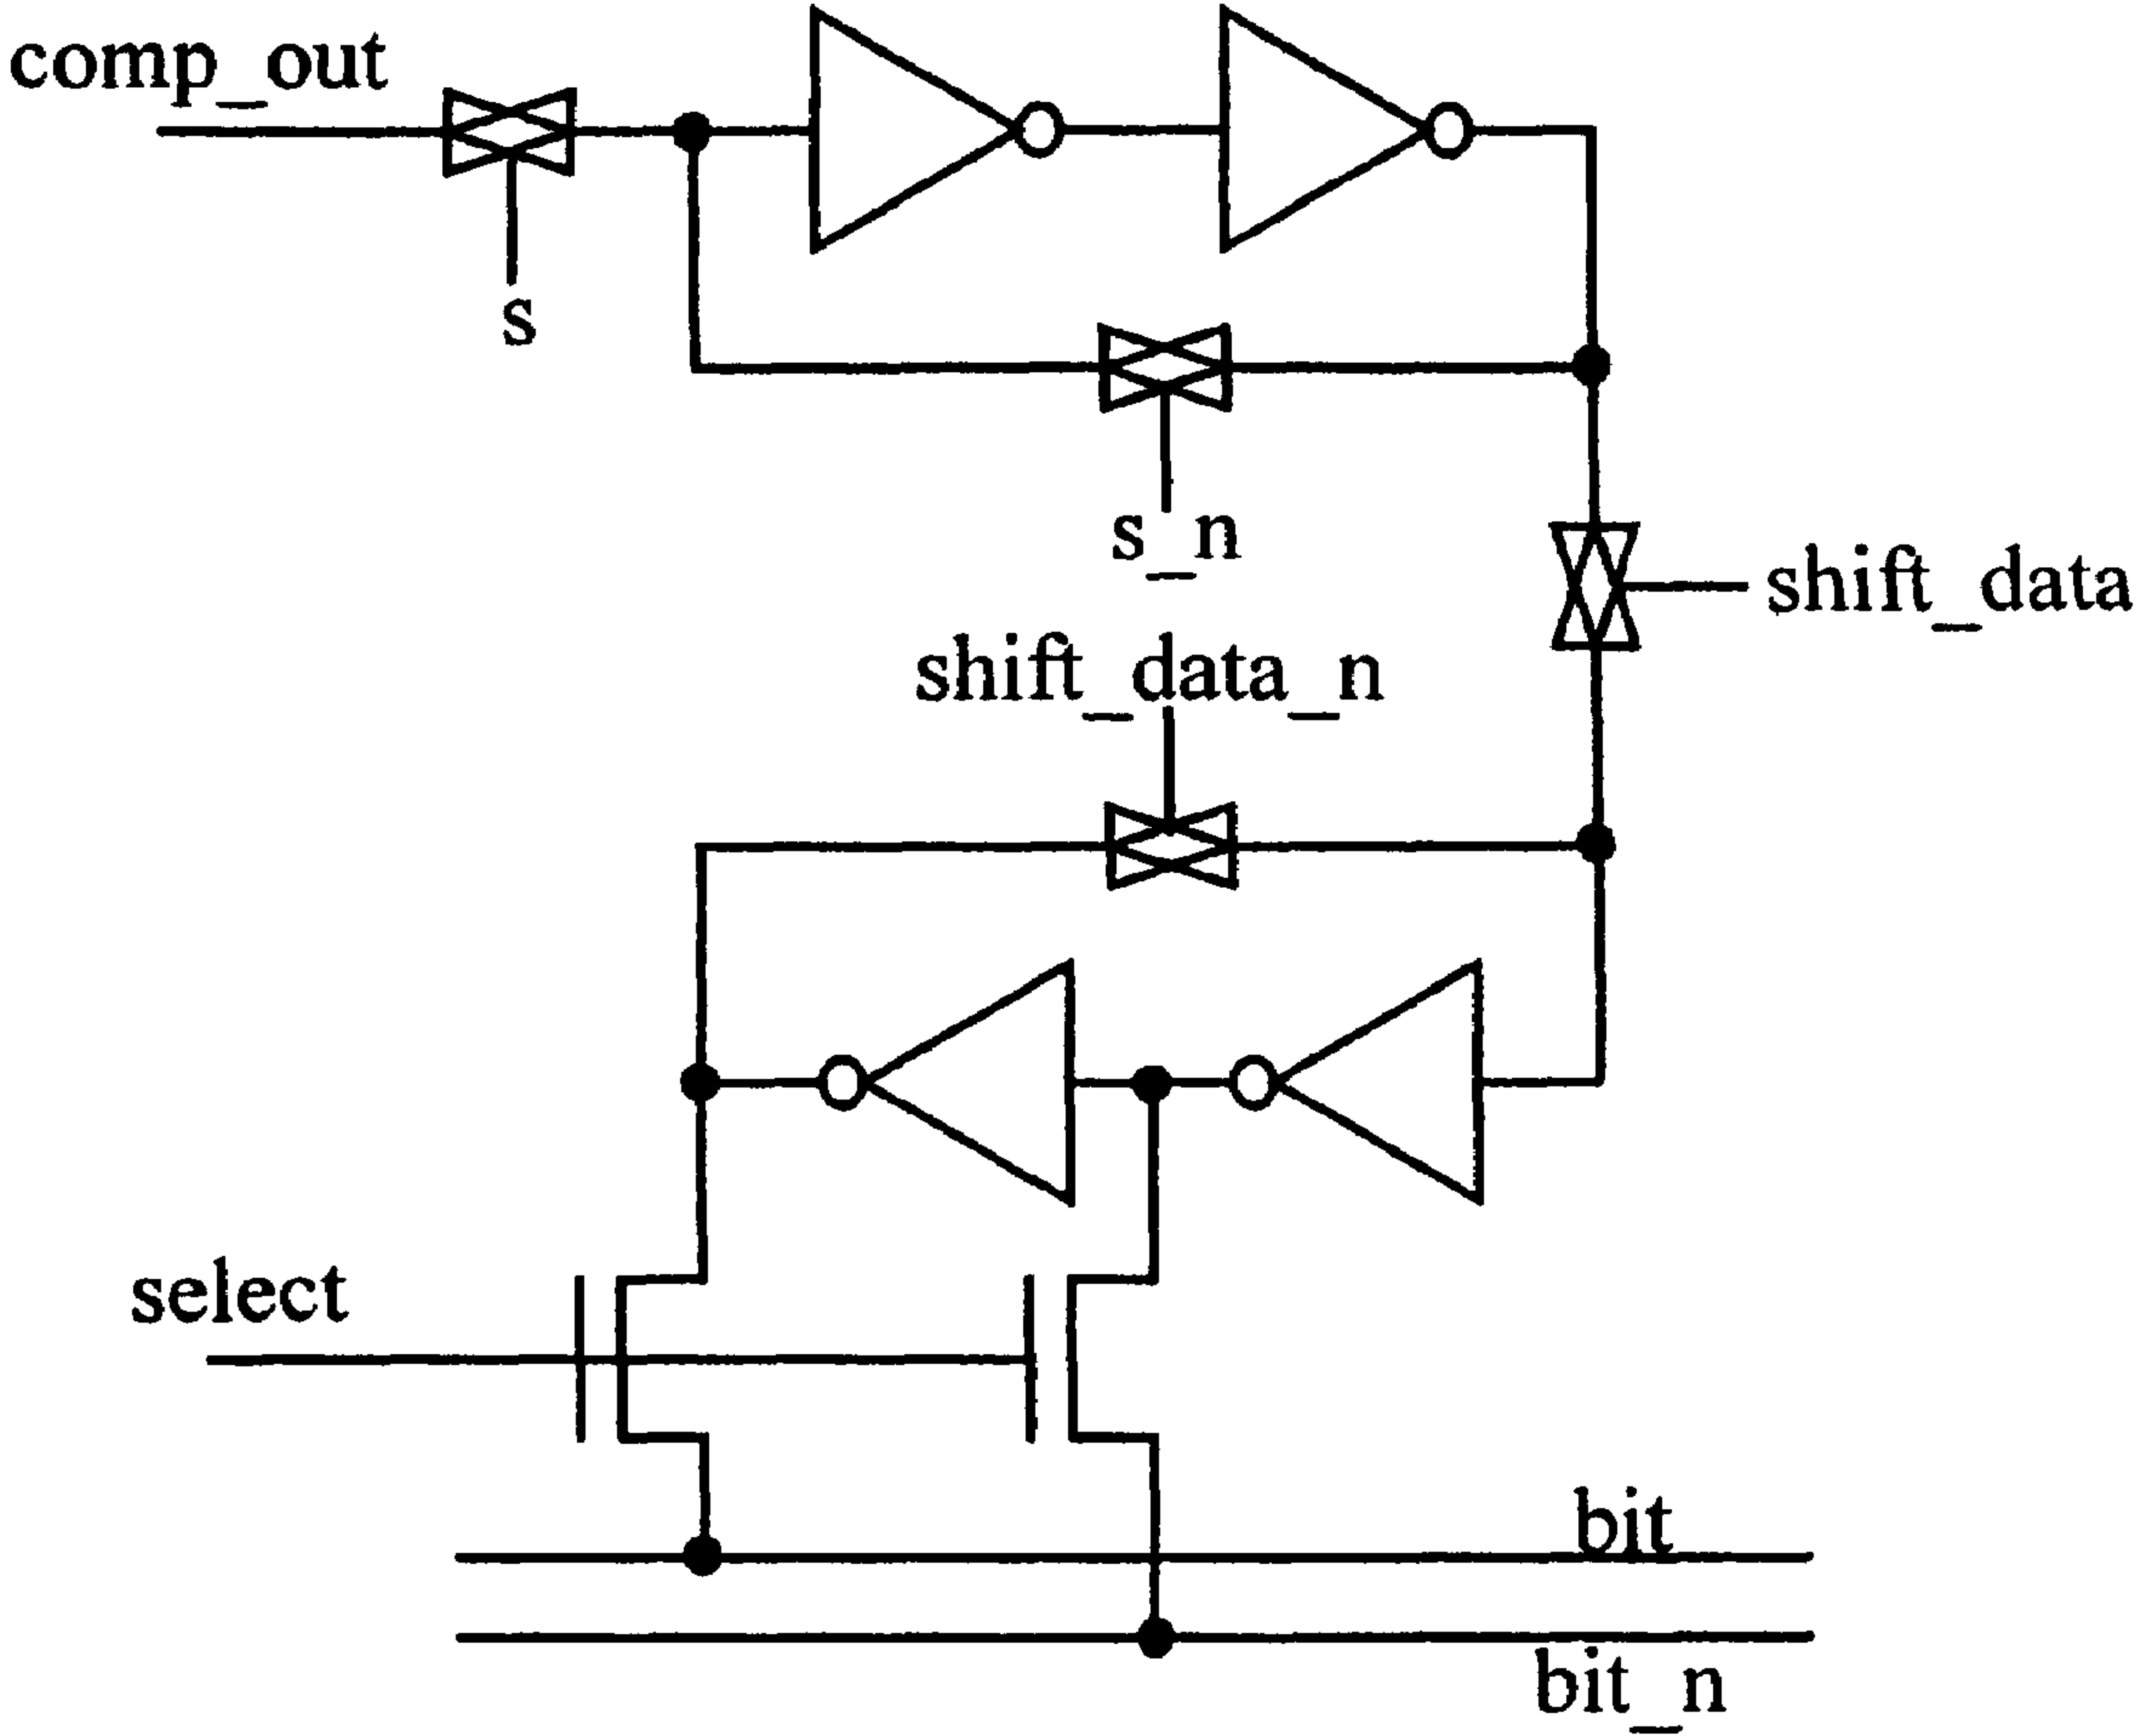 comp_out
s
s_n
shift_data
shift_data_n
select
bit
bit_n